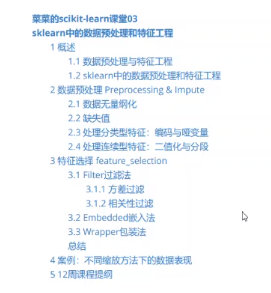 菜菜的scikit-learn课堂03
sklearn中的数据预处理和特征工程
1 概述
1.1 数据预处理与特征工程
1.2 sklearn中的数据预处理和特征工程
2 数据预处理 Preprocessing & Impute
2.1 数据无量纲化
2.2 缺失值
2.3 处理分类型特征：编码与哑变量
2.4 处理连续型特征：二值化与分段
3 特征选择 feature_selection
3.1 Filter过滤法
3.1.1 方差过滤
3.1.2 相关性过滤
3.2 Embedded嵌入法
3.3 Wrapper包装法
总结
4 案例：不同缩放方法下的数据表现
5 12周课程提纲